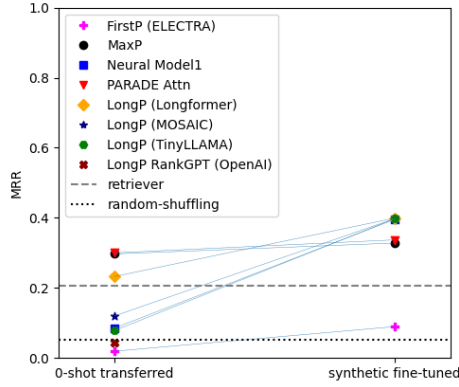 1.0
0.8
0.6
0.4
0.2
0.0
MRR
FirstP (ELECTRA)
MaxP
Neural Model1
PARADE Attn
LongP (Longformer)
LongP (MOSAIC)
LongP (TinyLLAMA)
LongP RankGPT (OpenAI)
retriever
random-shuffling
0-shot transferred
synthetic fine-tuned